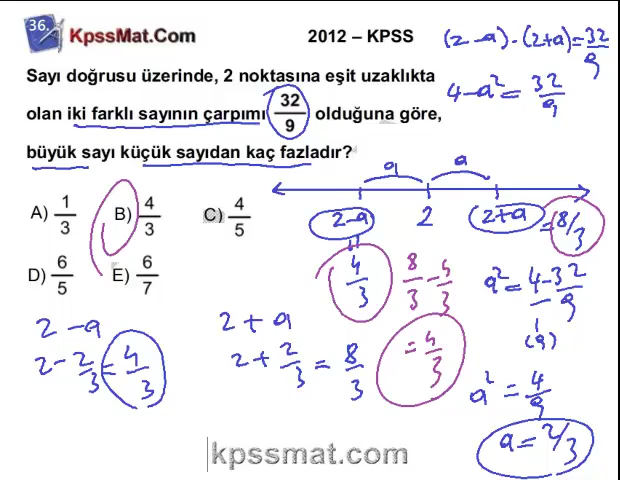 36. KpssMat.Com 2012 – KPSS
Sayı doğrusu üzerinde, 2 noktasına eşit uzaklıkta
olan iki farklı sayının çarpımı 32/9 olduğuna göre,
büyük sayı küçük sayıdan kaç fazladır?
A) 1/3 B) 4/3 C) 4/5
D) 6/5 E) 6/7
(2-a).(2+a)=32/9
4-a²=32/9
a a
2-a 2 2+a =8/3
4/3 8/3-4/3
=4/3
a²=4-32/9
(9)
a²=4/9
a=2/3
2-a
2-2/3=4/3
2+a
2+2/3=8/3
kpssmat.com